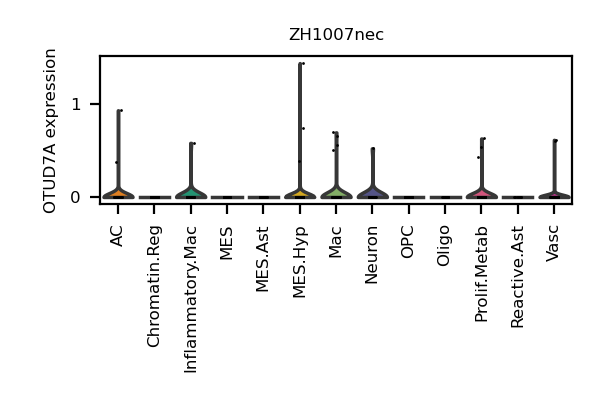 ZH1007nec
OTUD7A expression
1
0
AC
Chromatin.Reg
Inflammatory.Mac
MES
MES.Ast
MES.Hyp
Mac
Neuron
OPC
Oligo
Prolif.Metab
Reactive.Ast
Vasc